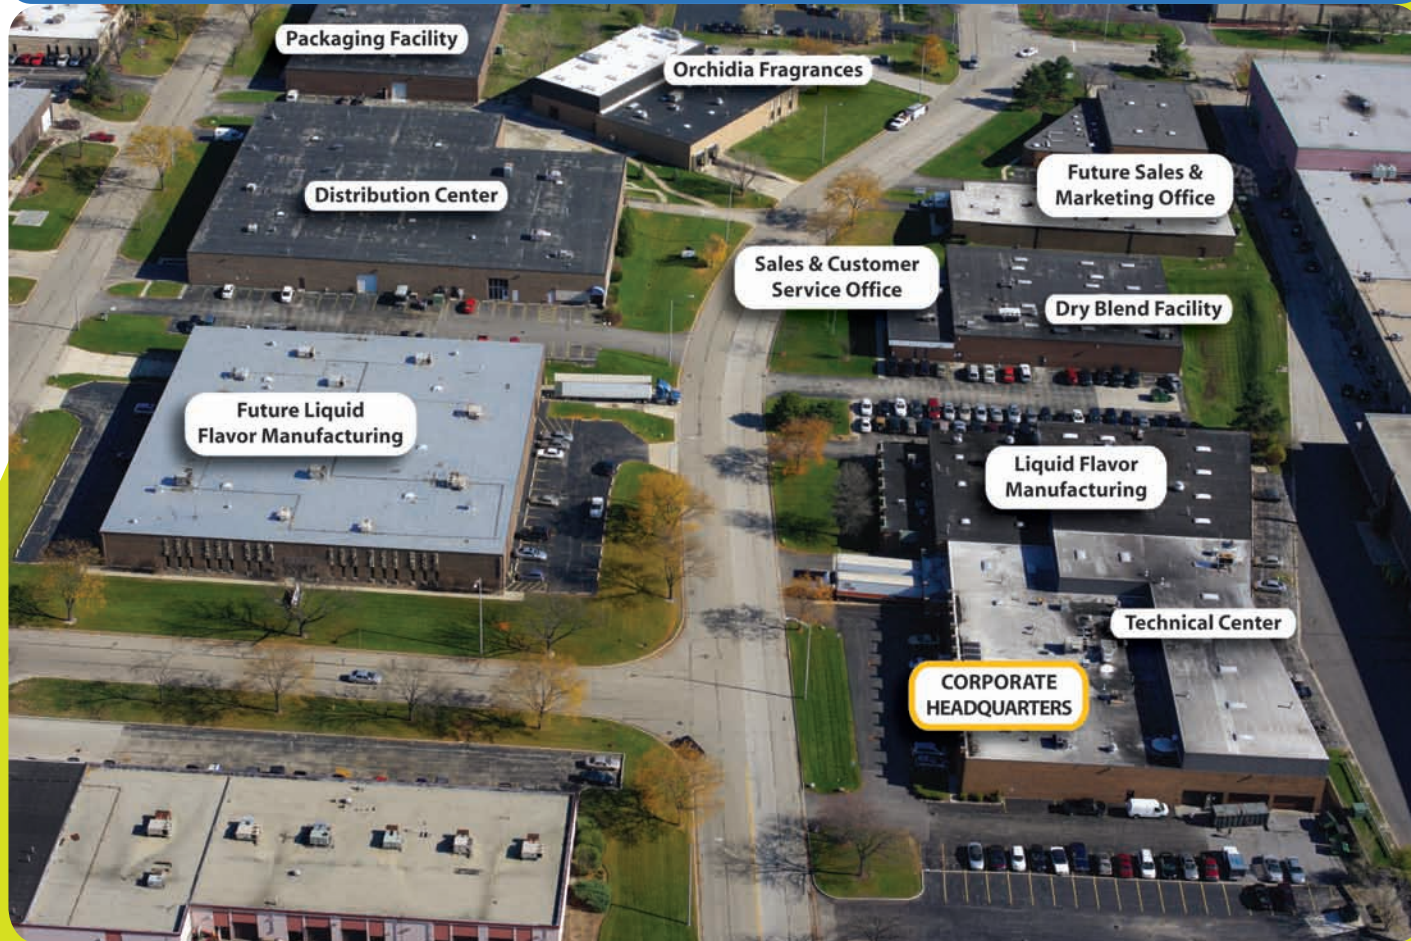 Packaging Facility
Orchidia Fragrances
Distribution Center
Future Sales &
Marketing Office
Sales & Customer
Service Office
Dry Blend Facility
Future Liquid
Flavor Manufacturing
Liquid Flavor
Manufacturing
Technical Center
CORPORATE
HEADQUARTERS